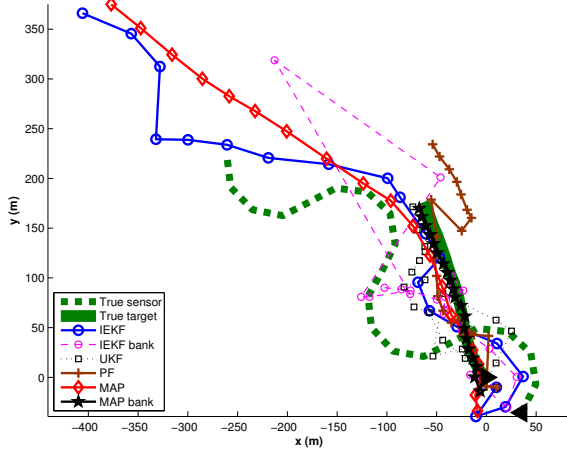 350
300
250
200
150
100
50
0
y (m)
True sensor
True target
IEKF
IEKF bank
UKF
PF
MAP
MAP bank
−400 −350 −300 −250 −200 −150 −100 −50 0 50
x (m)